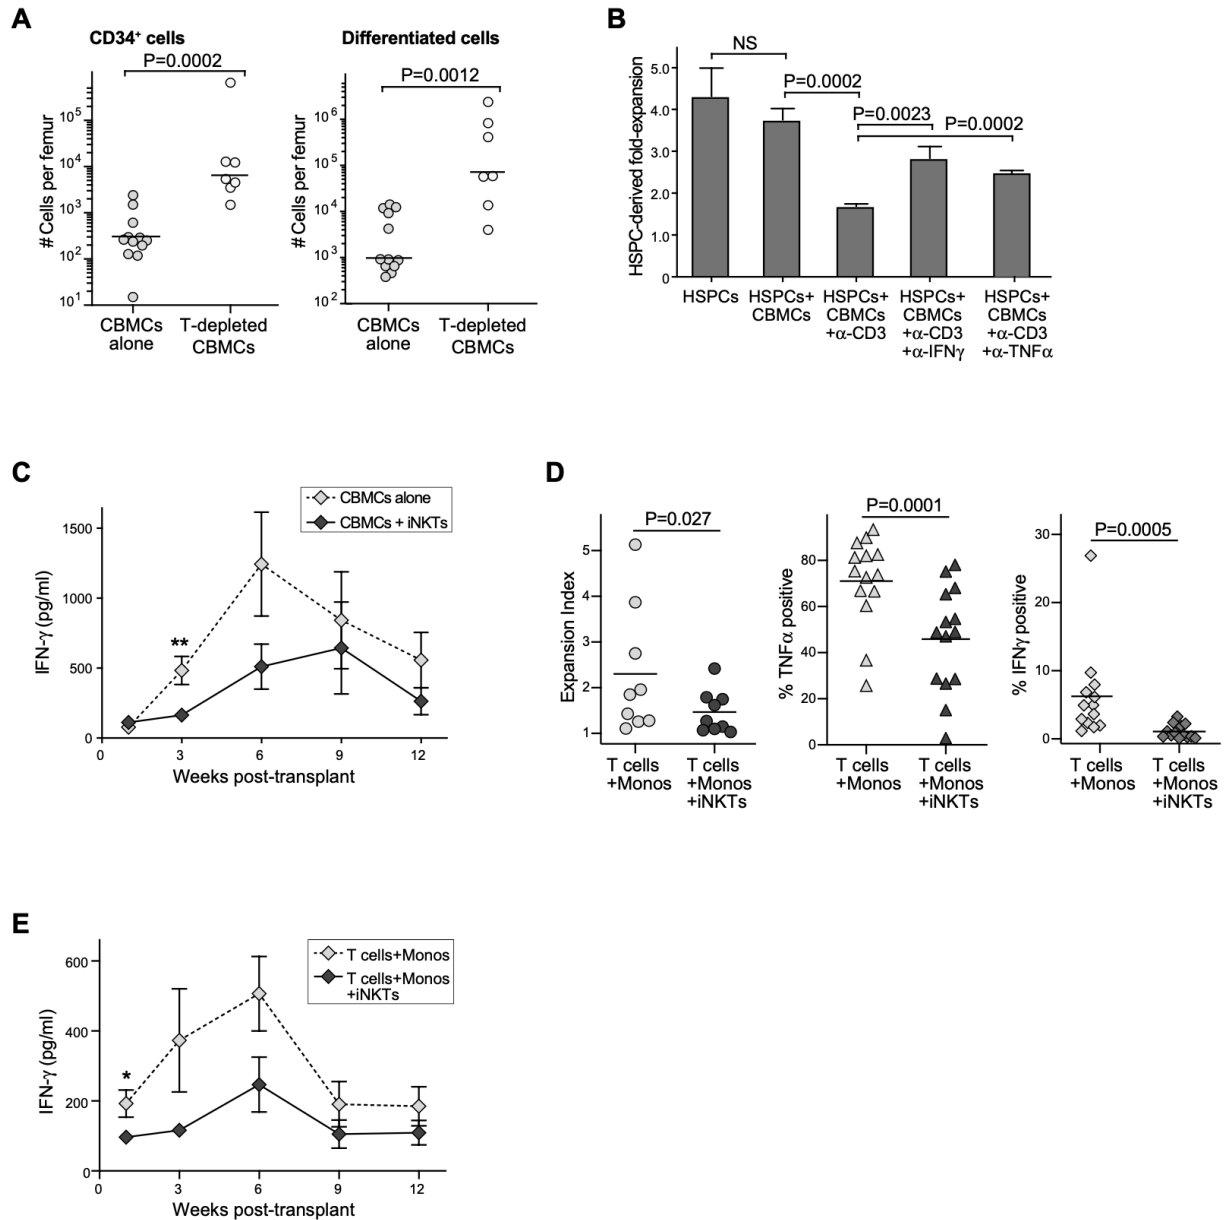 A
CD34⁺ cells
P=0.0002
# Cells per femur
10⁵
10⁴
10³
10²
10¹
CBMCs
alone
T-depleted
CBMCs
Differentiated cells
P=0.0012
# Cells per femur
10⁶
10⁵
10⁴
10³
10²
CBMCs
alone
T-depleted
CBMCs
B
HSPC-derived fold-expansion
NS
P=0.0002
P=0.0023
P=0.0002
5.0
4.0
3.0
2.0
1.0
0
HSPCs
HSPCs+
CBMCs
HSPCs+
CBMCs
+α-CD3
HSPCs+
CBMCs
+α-CD3
+α-IFNγ
HSPCs+
CBMCs
+α-CD3
+α-TNFα
C
CBMCs alone
CBMCs + iNKTs
IFN-γ (pg/ml)
1500
1000
500
0
**
0 3 6 9 12
Weeks post-transplant
D
P=0.027
Expansion Index
5
4
3
2
1
T cells
+Monos
T cells
+Monos
+iNKTs
P=0.0001
% TNFα positive
80
60
40
20
0
T cells
+Monos
T cells
+Monos
+iNKTs
P=0.0005
% IFNγ positive
30
20
10
0
T cells
+Monos
T cells
+Monos
+iNKTs
E
T cells+Monos
T cells+Monos
+iNKTs
IFN-γ (pg/ml)
600
400
200
0
*
0 3 6 9 12
Weeks post-transplant